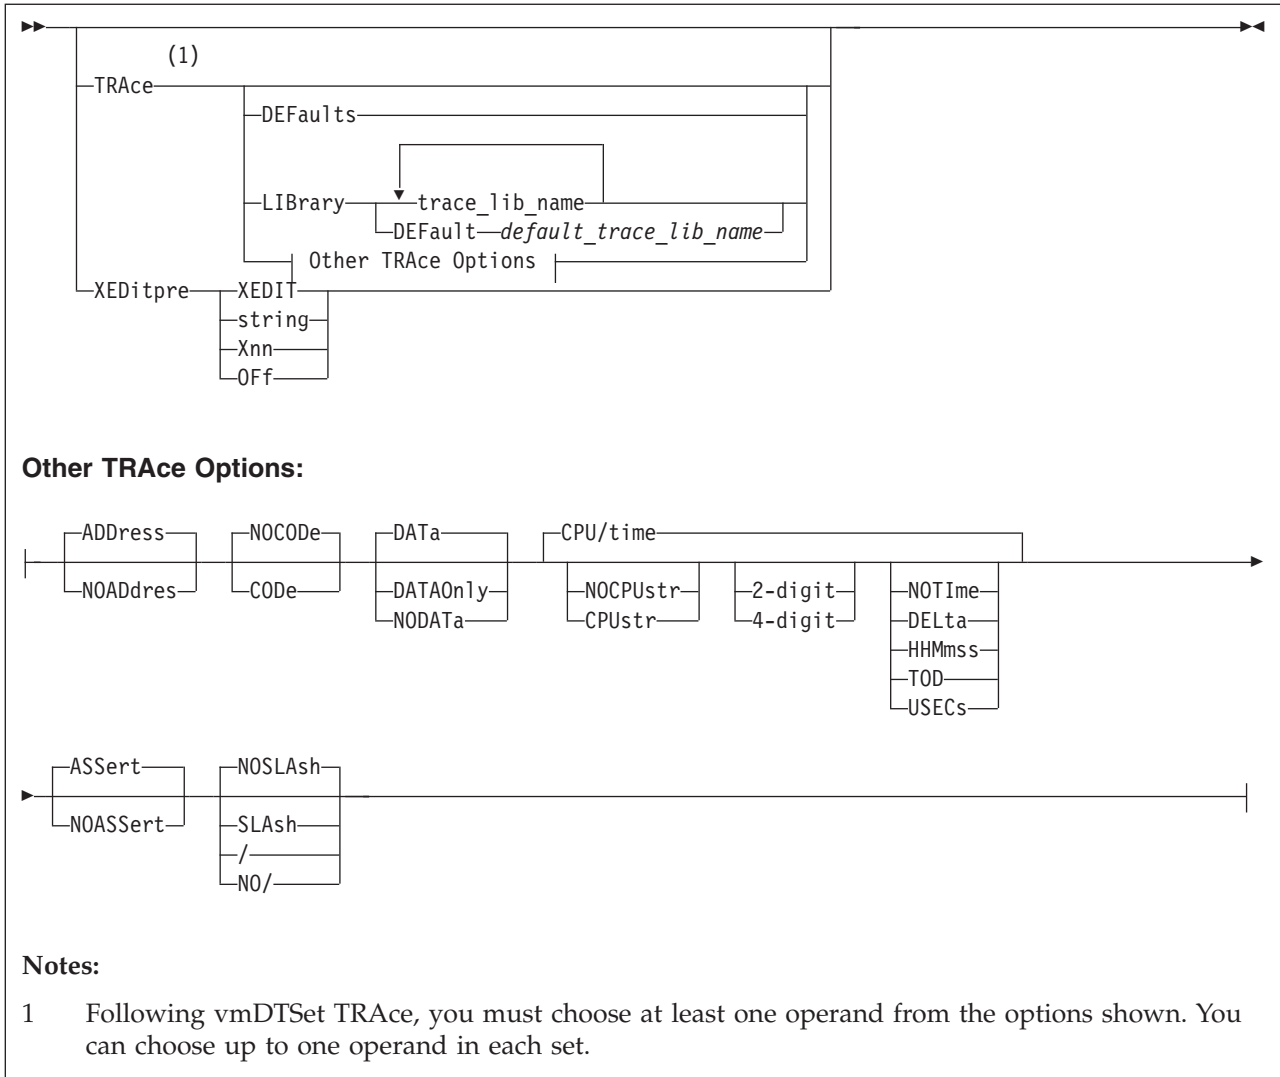 (1)
TRAce
DEFaults
LIBrary trace_lib_name
DEFault default_trace_lib_name
Other TRAce Options
XEDitpre XEDIT
string
Xnn
OFf
Other TRAce Options:
ADDress NOCODe DATa CPU/time
NOADdres CODe DATAOnly NOCPUstr 2-digit NOTIme
NODATa CPUstr 4-digit DELta
HHMmss
TOD
USECs
ASSert NOSLAsh
NOASSert SLAsh
/
NO/
Notes:
1 Following vmDTSet TRAce, you must choose at least one operand from the options shown. You
can choose up to one operand in each set.